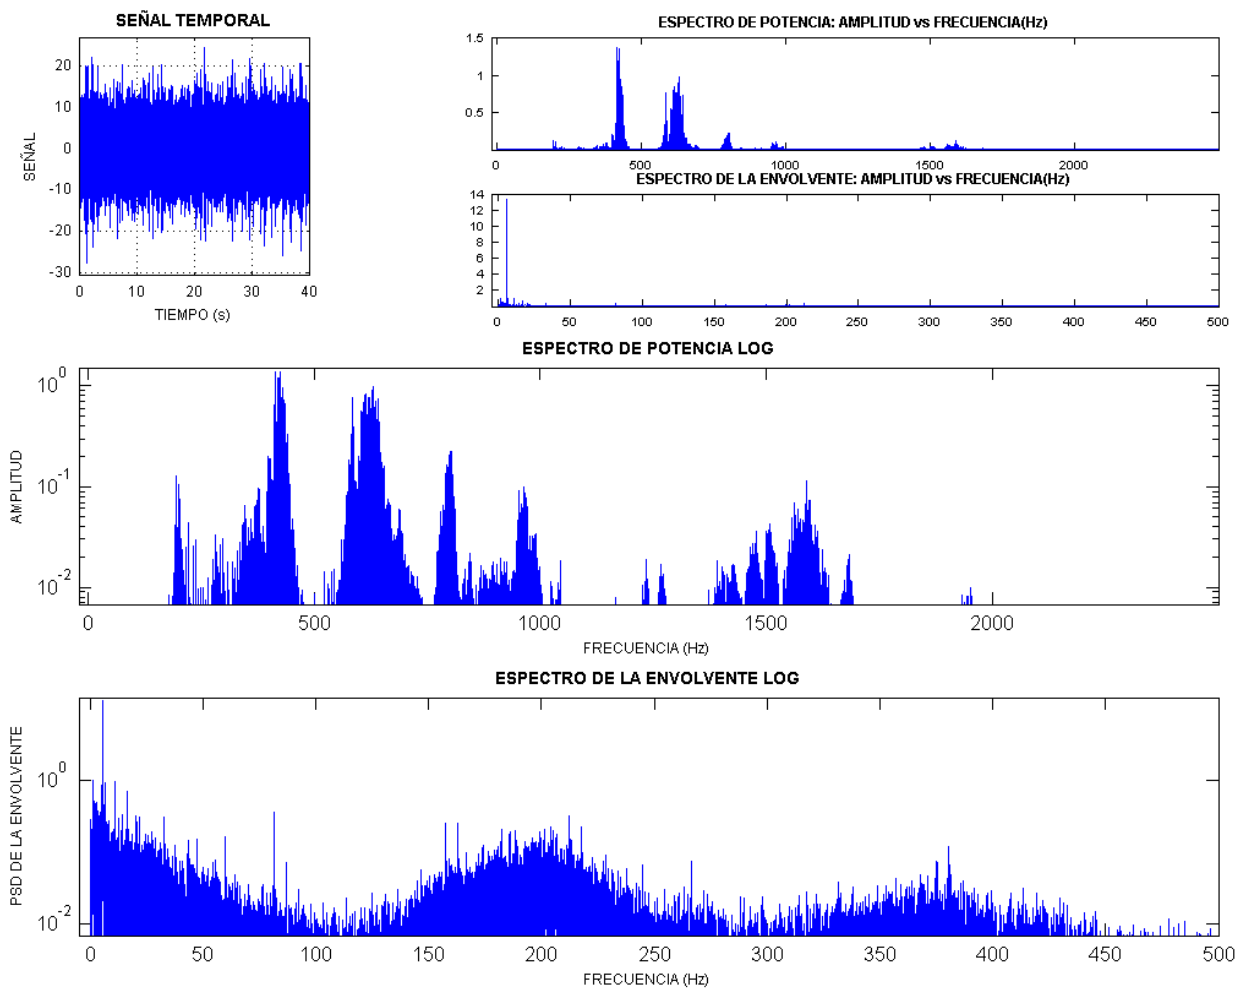 SEÑAL TEMPORAL
20
10
0
-10
-20
-30
SEÑAL
0 10 20 30 40
TIEMPO (s)
ESPECTRO DE POTENCIA: AMPLITUD vs FRECUENCIA(Hz)
1.5
1
0.5
0 500 1000 1500 2000
ESPECTRO DE LA ENVOLVENTE: AMPLITUD vs FRECUENCIA(Hz)
14
12
10
8
6
4
2
0 50 100 150 200 250 300 350 400 450 500
ESPECTRO DE POTENCIA LOG
10^0
10^-1
10^-2
AMPLITUD
0 500 1000 1500 2000
FRECUENCIA (Hz)
ESPECTRO DE LA ENVOLVENTE LOG
10^0
10^-2
PSD DE LA ENVOLVENTE
0 50 100 150 200 250 300 350 400 450 500
FRECUENCIA (Hz)